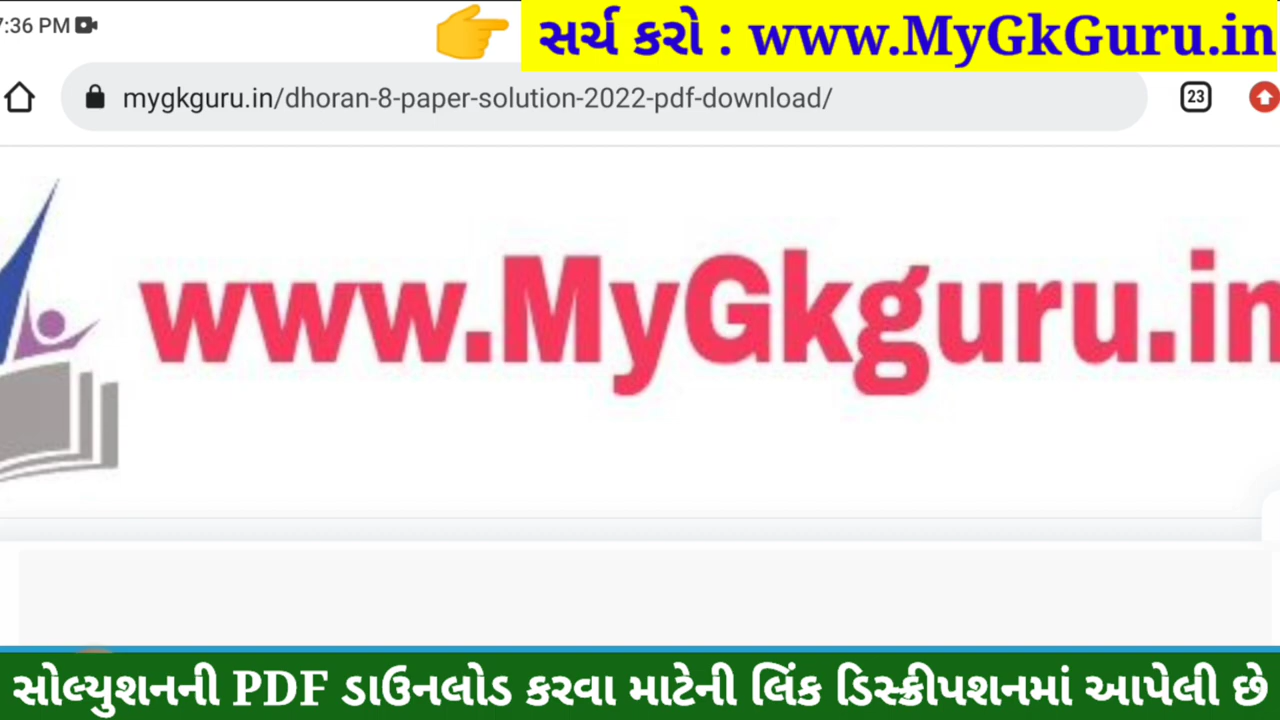 7:36 PM
સર્ચ કરો : www.MyGkGuru.in
mygkguru.in/dhoran-8-paper-solution-2022-pdf-download/
23
www.MyGkguru.in
સોલ્યુશનની PDF ડાઉનલોડ કરવા માટેની લિંક ડિસ્ક્રીપશનમાં આપેલી છે